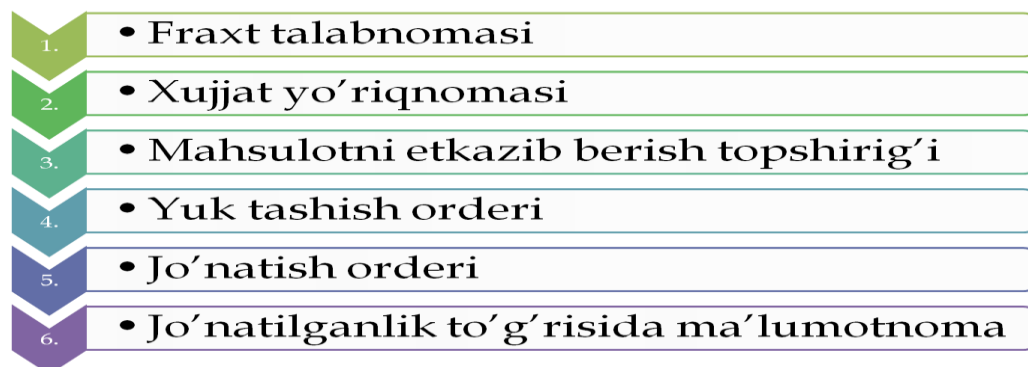 1. • Fraxt talabnomasi
2. • Xujjat yo′riqnomasi
3. • Mahsulotni etkazib berish topshirig′i
4. • Yuk tashish orderi
5. • Jo′natish orderi
6. • Jo′natilganlik to′g′risida ma′lumotnoma